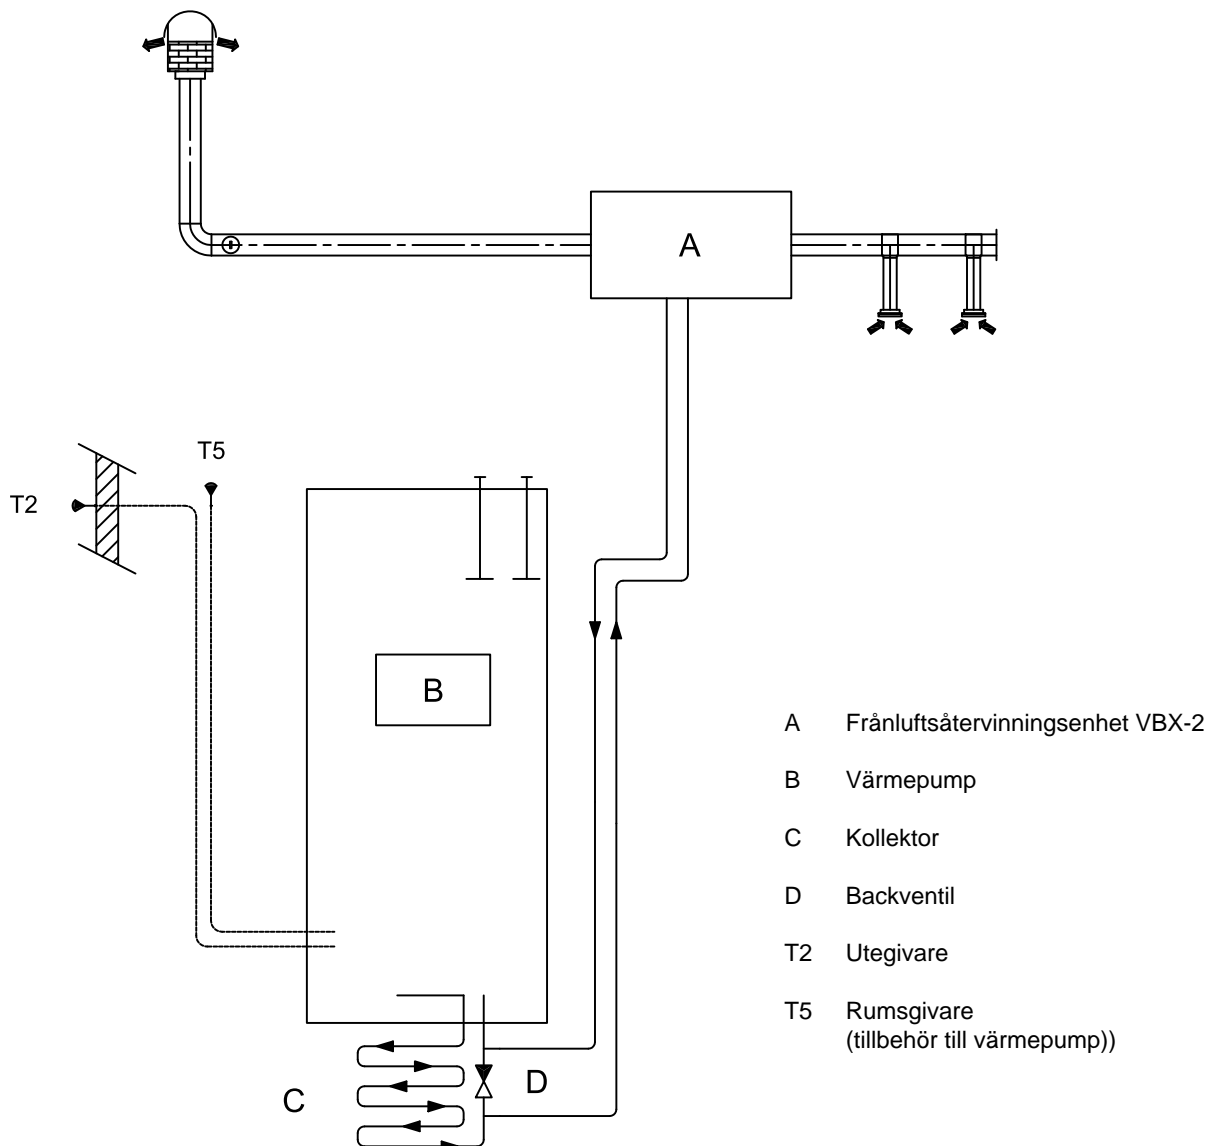 A
T5
T2
B
A Frånluftsåtervinningsenhet VBX-2
B Värmepump
C Kollektor
D Backventil
T2 Utegivare
T5 Rumsgivare
(tillbehör till värmepump))
D
C